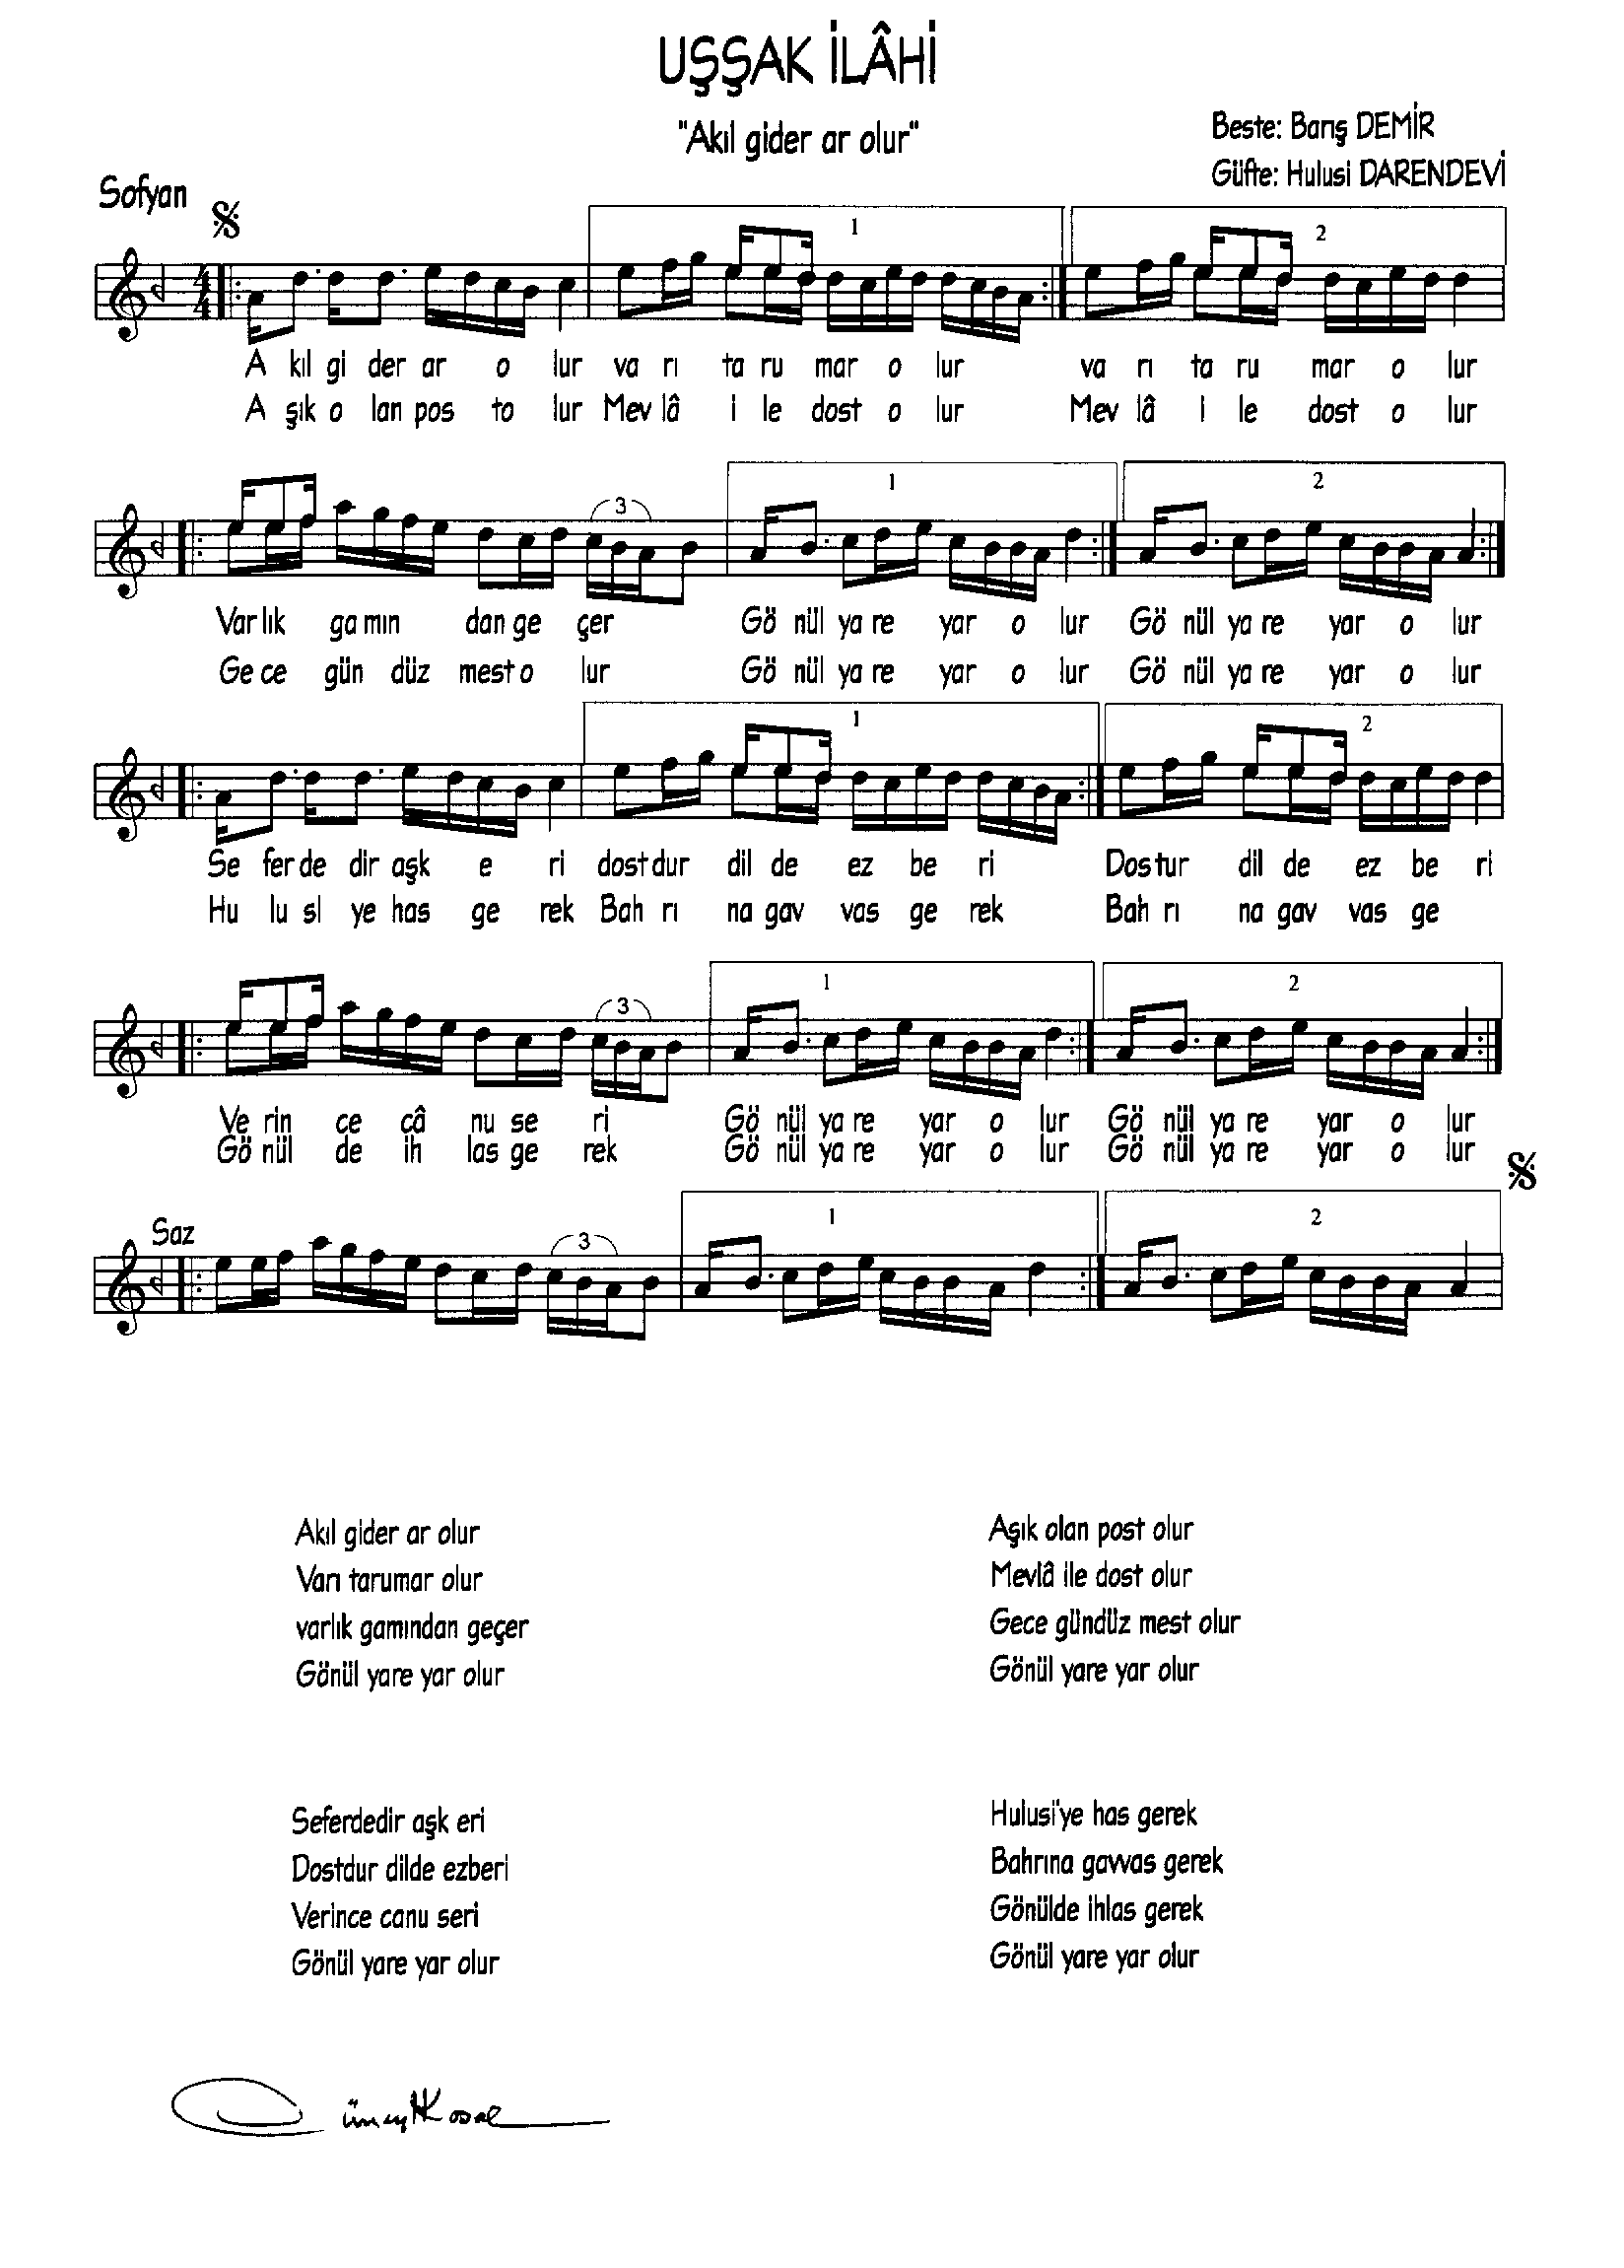 UŞŞAK İLÂHİ
"Akıl gider ar olur"
Beste: Barış DEMİR
Güfte: Hulusi DARENDEVİ
Sofyan
1 2
A kıl gi der ar o lur va rı ta ru mar o lur va rı ta ru mar o lur
A şık o lan pos to lur Mev lâ i le dost o lur Mev lâ i le dost o lur
3 1 2
Var lık ga mın dan ge çer Gö nül ya re yar o lur Gö nül ya re yar o lur
Ge ce gün düz mest o lur Gö nül ya re yar o lur Gö nül ya re yar o lur
1 2
Se fer de dir aşk e ri dost dur dil de ez be ri Dos tur dil de ez be ri
Hu lu sI ye has ge rek Bah rı na gav vas ge rek Bah rı na gav vas ge
3 1 2
Ve rin ce câ nu se ri Gö nül ya re yar o lur Gö nül ya re yar o lur
Gö nül de ih las ge rek Gö nül ya re yar o lur Gö nül ya re yar o lur
Saz
3 1 2
Akıl gider ar olur
Varı tarumar olur
varlık gamından geçer
Gönül yare yar olur
Aşık olan post olur
Mevlâ ile dost olur
Gece gündüz mest olur
Gönül yare yar olur
Seferdedir aşk eri
Dostdur dilde ezberi
Verince canu seri
Gönül yare yar olur
Hulusi'ye has gerek
Bahrına gavvas gerek
Gönülde ihlas gerek
Gönül yare yar olur
Cüneyt Kosal